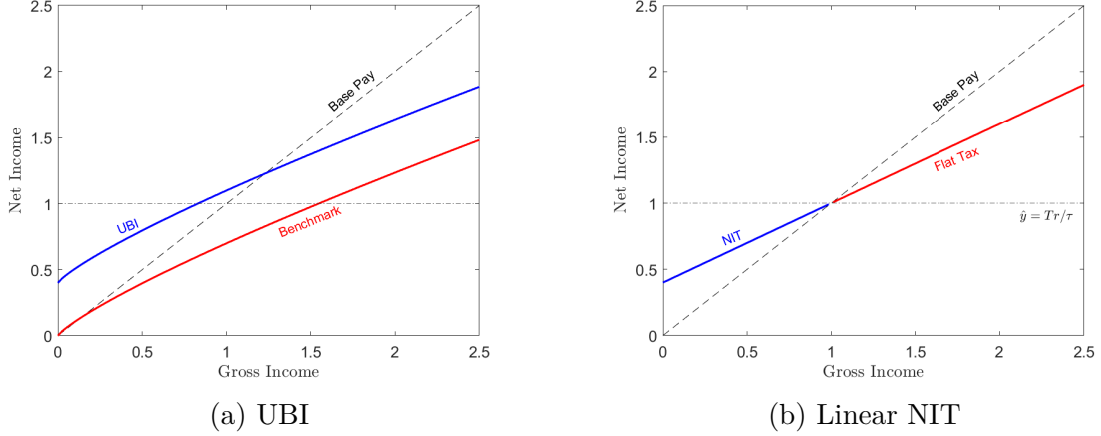 2.5
2
1.5
1
0.5
0
Net Income
Base Pay
UBI
Benchmark
0 0.5 1 1.5 2 2.5
Gross Income
(a) UBI
2.5
2
1.5
1
0.5
0
Net Income
Base Pay
Flat Tax
NIT
ŷ = Tr/τ
0 0.5 1 1.5 2 2.5
Gross Income
(b) Linear NIT